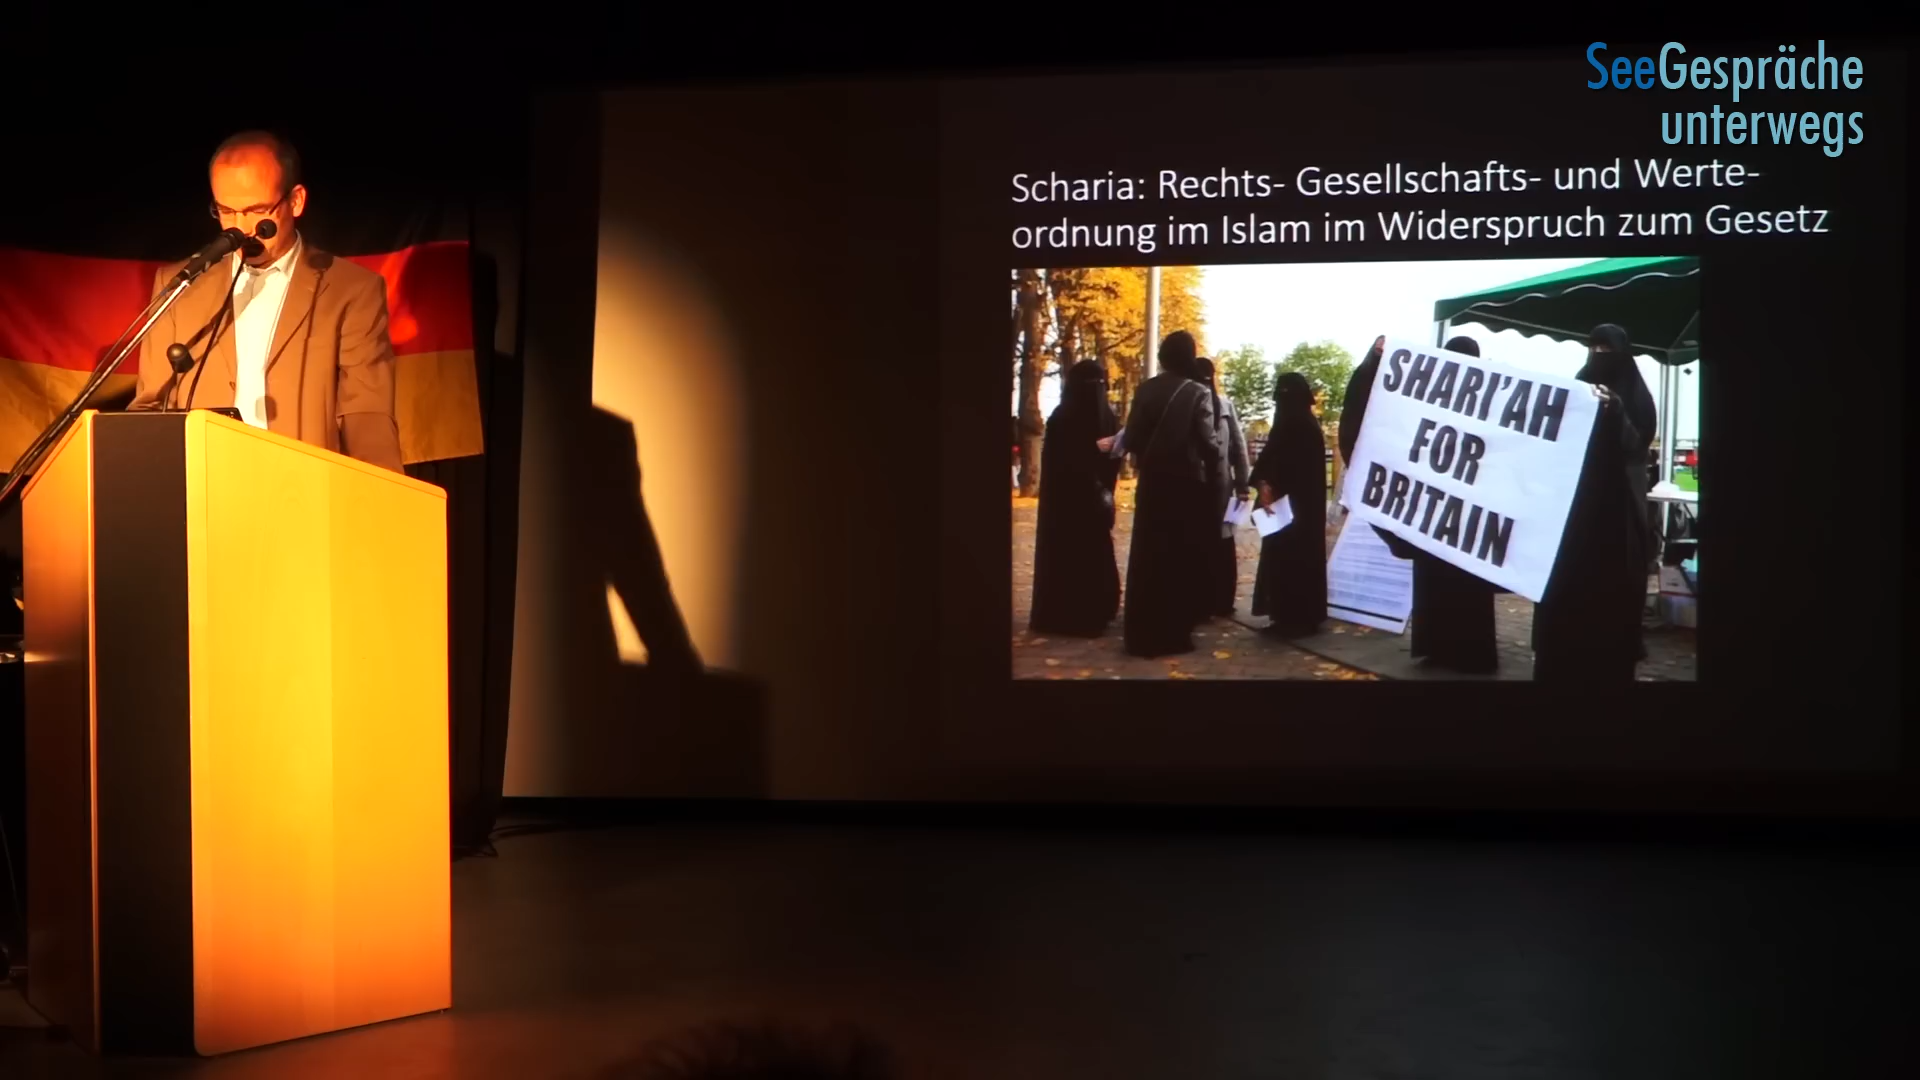 SeeGespräche
unterwegs
Scharia: Rechts- Gesellschafts- und Werte-
ordnung im Islam im Widerspruch zum Gesetz
SHARI'AH
FOR
BRITAIN